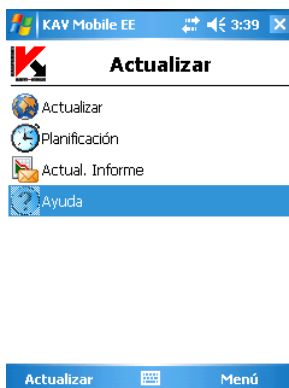 KAV Mobile EE 3:39
Actualizar
Actualizar
Planificación
Actual. Informe
Ayuda
Actualizar Menú